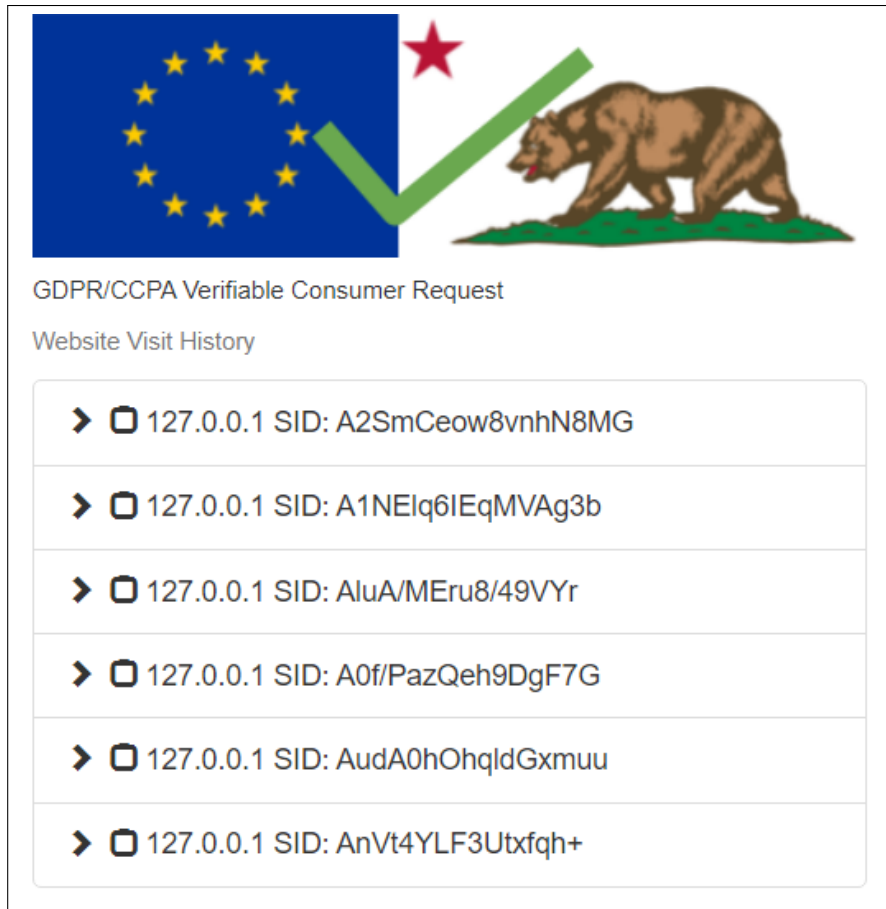 GDPR/CCPA Verifiable Consumer Request
Website Visit History
127.0.0.1 SID: A2SmCeow8vnhN8MG
127.0.0.1 SID: A1NElq6IEqMVAg3b
127.0.0.1 SID: AluA/MEru8/49VYr
127.0.0.1 SID: A0f/PazQeh9DgF7G
127.0.0.1 SID: AudA0hOhqldGxmuu
127.0.0.1 SID: AnVt4YLF3Utxfqh+